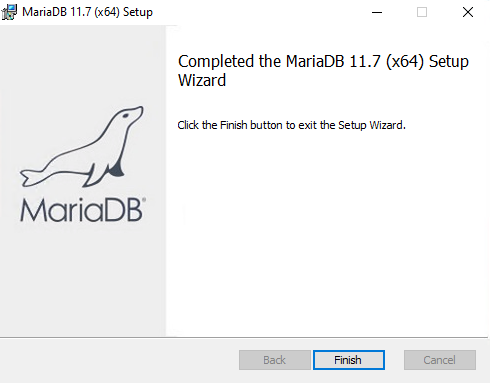 MariaDB 11.7 (x64) Setup
Completed the MariaDB 11.7 (x64) Setup
Wizard
Click the Finish button to exit the Setup Wizard.
MariaDB®
Back
Finish
Cancel